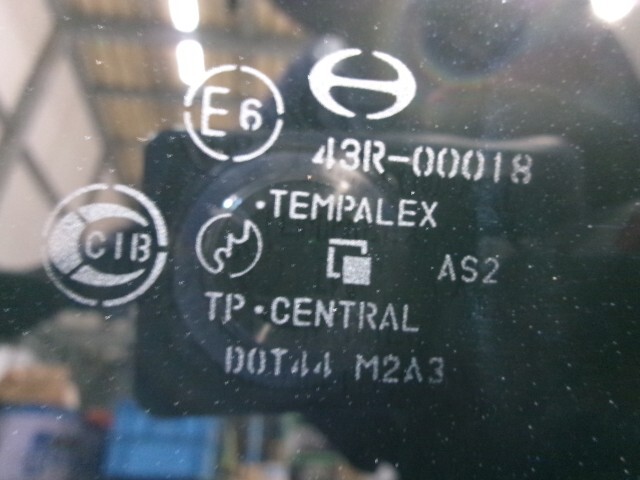 E6
43R-00018
CIB
·TEMPALEX
AS2
TP·CENTRAL
DOT44 M2A3